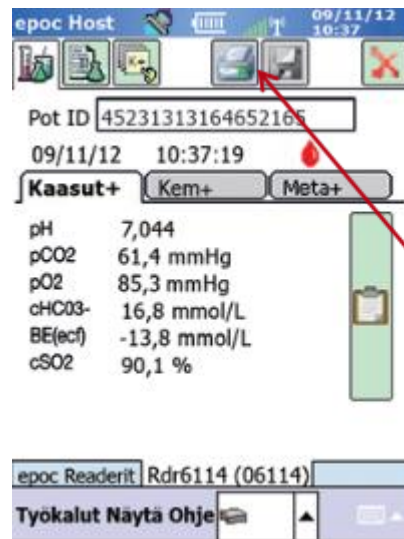 epoc Host 09/11/12
10:37
Pot ID 45231313164652165
09/11/12 10:37:19
Kaasut+ Kem+ Meta+
pH 7,044
pCO2 61,4 mmHg
pO2 85,3 mmHg
cHCO3- 16,8 mmol/L
BE(ecf) -13,8 mmol/L
cSO2 90,1 %
epoc Readerit Rdr6114 (06114)
Työkalut Näytä Ohje